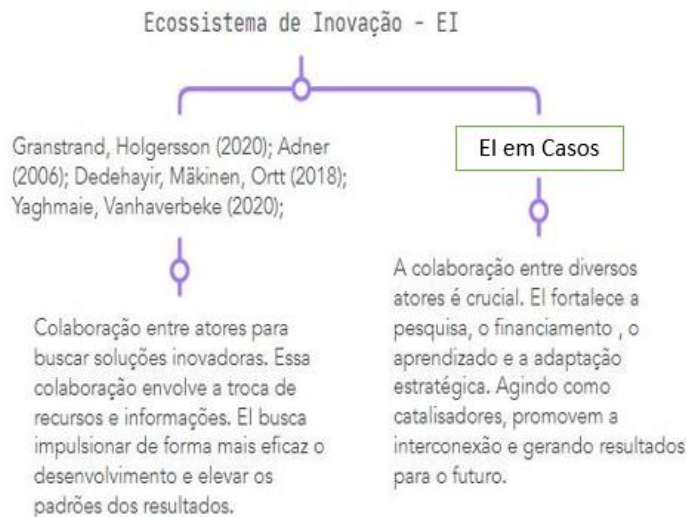 Ecossistema de Inovação - EI
Granstrand, Holgersson (2020); Adner
(2006); Dedehayir, Mäkinen, Ortt (2018);
Yaghmaie, Vanhaverbeke (2020);
EI em Casos
Colaboração entre atores para
buscar soluções inovadoras. Essa
colaboração envolve a troca de
recursos e informações. EI busca
impulsionar de forma mais eficaz o
desenvolvimento e elevar os
padrões dos resultados.
A colaboração entre diversos
atores é crucial. EI fortalece a
pesquisa, o financiamento , o
aprendizado e a adaptação
estratégica. Agindo como
catalisadores, promovem a
interconexão e gerando resultados
para o futuro.